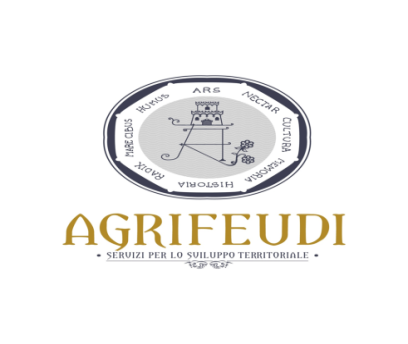 ARS
NECTAR
CULTURA
MEMORIA
HISTORIA
RADIX
MARE CIBUS
HUMUS
A
AGRIFEUDI
• SERVIZI PER LO SVILUPPO TERRITORIALE •